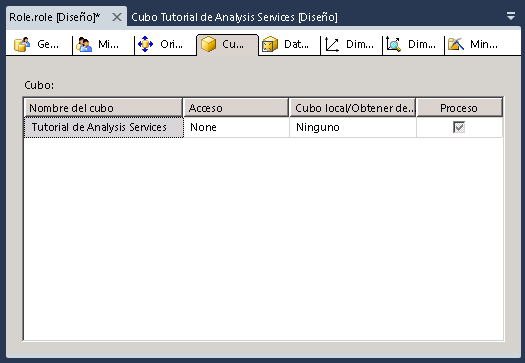 Role.role [Diseño]* Cubo Tutorial de Analysis Services [Diseño]
Ge... Mi... Ori... Cu... Dat... Dim... Dim... Min...
Cubo:
Nombre del cubo Acceso Cubo local/Obtener de... Proceso
Tutorial de Analysis Services None Ninguno